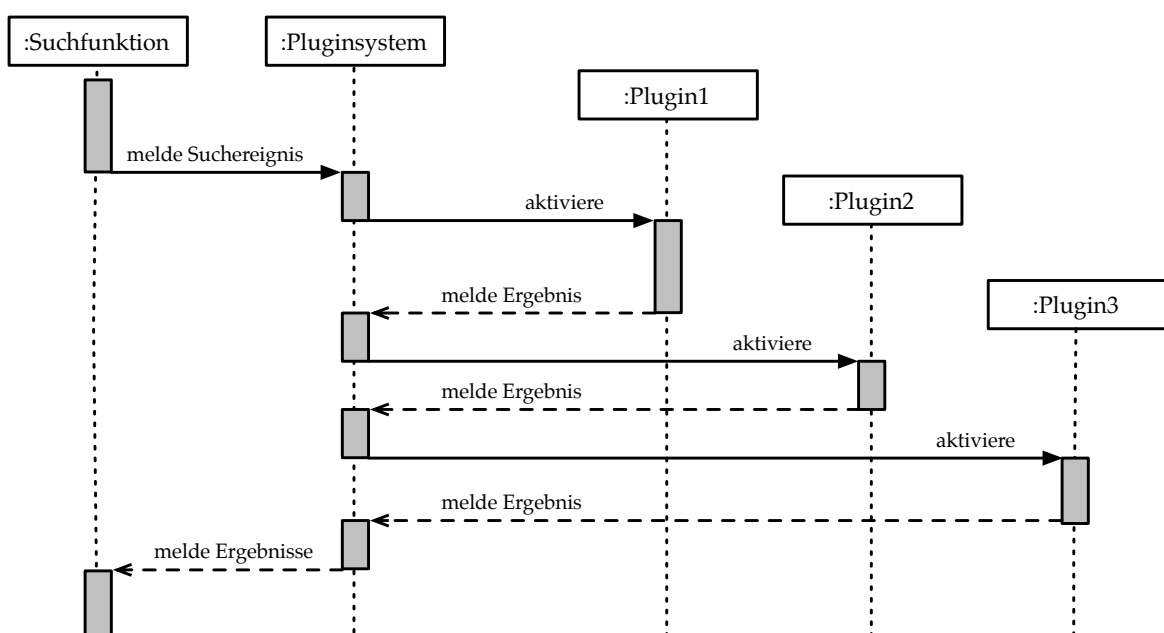 :Suchfunktion
:Pluginsystem
:Plugin1
melde Suchereignis
:Plugin2
aktiviere
melde Ergebnis
:Plugin3
aktiviere
melde Ergebnis
aktiviere
melde Ergebnis
melde Ergebnisse